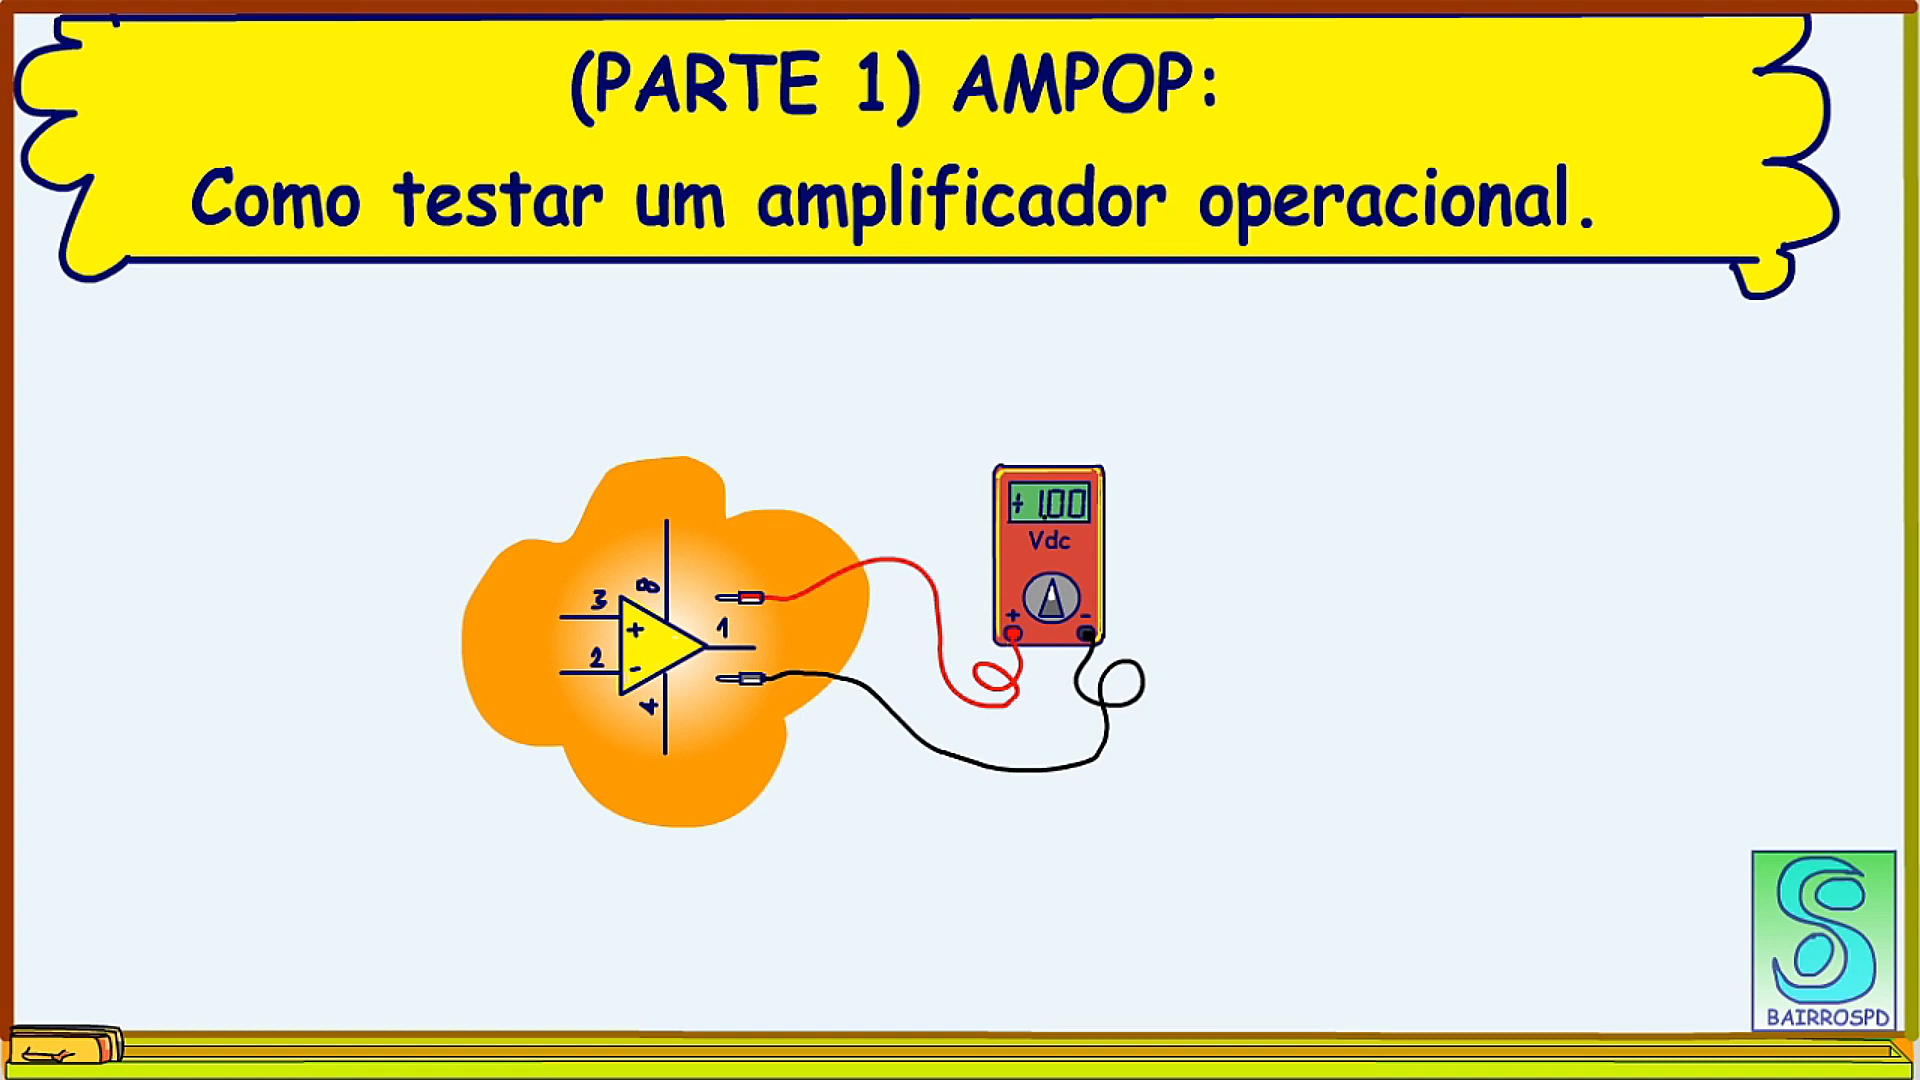 (PARTE 1) AMPOP:
Como testar um amplificador operacional.
+ 1.00
Vdc
8
3
+
1
+ -
2
-
4
BAIRROSPD